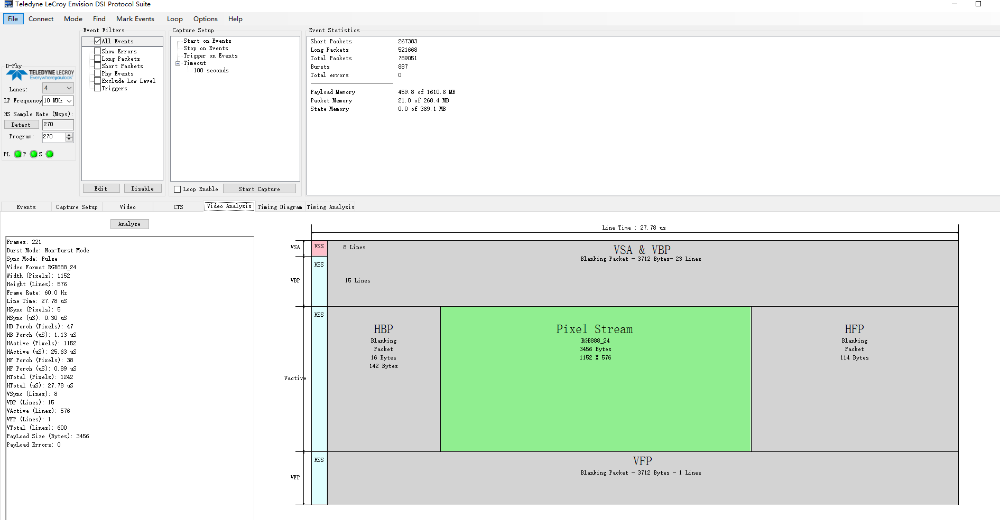 Teledyne LeCroy Envision DSI Protocol Suite
File Connect Mode Find Mark Events Loop Options Help
D-Phy
TELEDYNE LECROY
Everywhereyoulook
Lanes: 4
LP Frequency 10 MHz
HS Sample Rate (Msps):
Detect 270
Program: 270
PL P S
Event Filters
All Events
Show Errors
Long Packets
Short Packets
Phy Events
Exclude Low Level
Triggers
Edit Disable
Capture Setup
Start on Events
Stop on Events
Trigger on Events
Timeout
100 seconds
Loop Enable Start Capture
Event Statistics
Short Packets 267383
Long Packets 521668
Total Packets 789051
Bursts 887
Total errors 0
Payload Memory 459.8 of 1610.6 MB
Packet Memory 21.0 of 268.4 MB
State Memory 0.0 of 369.1 MB
Events Capture Setup Video CTS Video Analysis Timing Diagram Timing Analysis
Analyze
Frames: 221
Burst Mode: Non-Burst Mode
Sync Mode: Pulse
Video Format RGB888_24
Width (Pixels): 1152
Height (Lines): 576
Frame Rate: 60.0 Hz
Line Time: 27.78 uS
HSync (Pixels): 5
HSync (uS): 0.30 uS
HB Porch (Pixels): 47
HB Porch (uS): 1.13 uS
HActive (Pixels): 1152
HActive (uS): 25.63 uS
HF Porch (Pixels): 38
HF Porch (uS): 0.89 uS
HTotal (Pixels): 1242
HTotal (uS): 27.78 uS
VSync (Lines): 8
VBP (Lines): 15
VActive (Lines): 576
VFP (Lines): 1
VTotal (Lines): 600
PayLoad Size (Bytes): 3456
PayLoad Errors: 0
Line Time : 27.78 us
VSA VSS 8 Lines
VSA & VBP
Blanking Packet - 3712 Bytes- 23 Lines
HSS
VBP 15 Lines
HSS
HBP
Blanking
Packet
16 Bytes
142 Bytes
Pixel Stream
RGB888_24
3456 Bytes
1152 X 576
HFP
Blanking
Packet
114 Bytes
Vactive
HSS
VFP
Blanking Packet - 3712 Bytes - 1 Lines
VFP